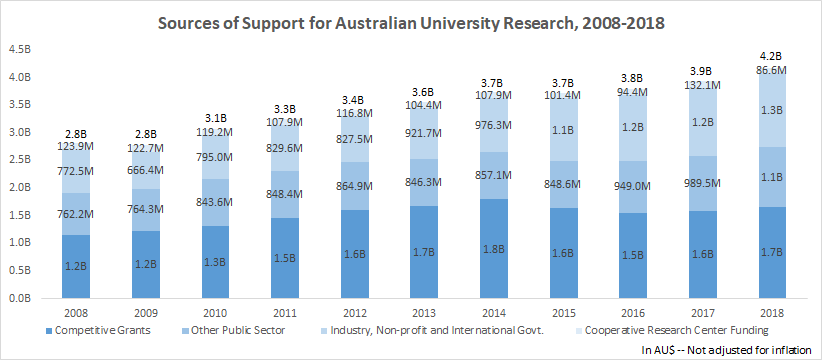 Sources of Support for Australian University Research, 2008-2018
4.5B
4.2B
3.9B 86.6M
3.7B 3.7B 3.8B 132.1M
4.0B
3.6B 107.9M 101.4M 94.4M
3.4B 104.4M
3.5B
3.3B 116.8M
3.1B 107.9M
2.8B 2.8B 119.2M
3.0B
123.9M 122.7M
1.1B 1.2B 1.2B 1.3B
827.5M 921.7M 976.3M
2.5B
772.5M 666.4M 795.0M 829.6M
2.0B
762.2M 764.3M 843.6M 848.4M 864.9M 846.3M 857.1M 848.6M 949.0M 989.5M 1.1B
1.5B
1.0B
1.2B 1.2B 1.3B 1.5B 1.6B 1.7B 1.8B 1.6B 1.5B 1.6B 1.7B
0.5B
0.0B
2008 2009 2010 2011 2012 2013 2014 2015 2016 2017 2018
Competitive Grants Other Public Sector Industry, Non-profit and International Govt. Cooperative Research Center Funding
In AU$ -- Not adjusted for inflation